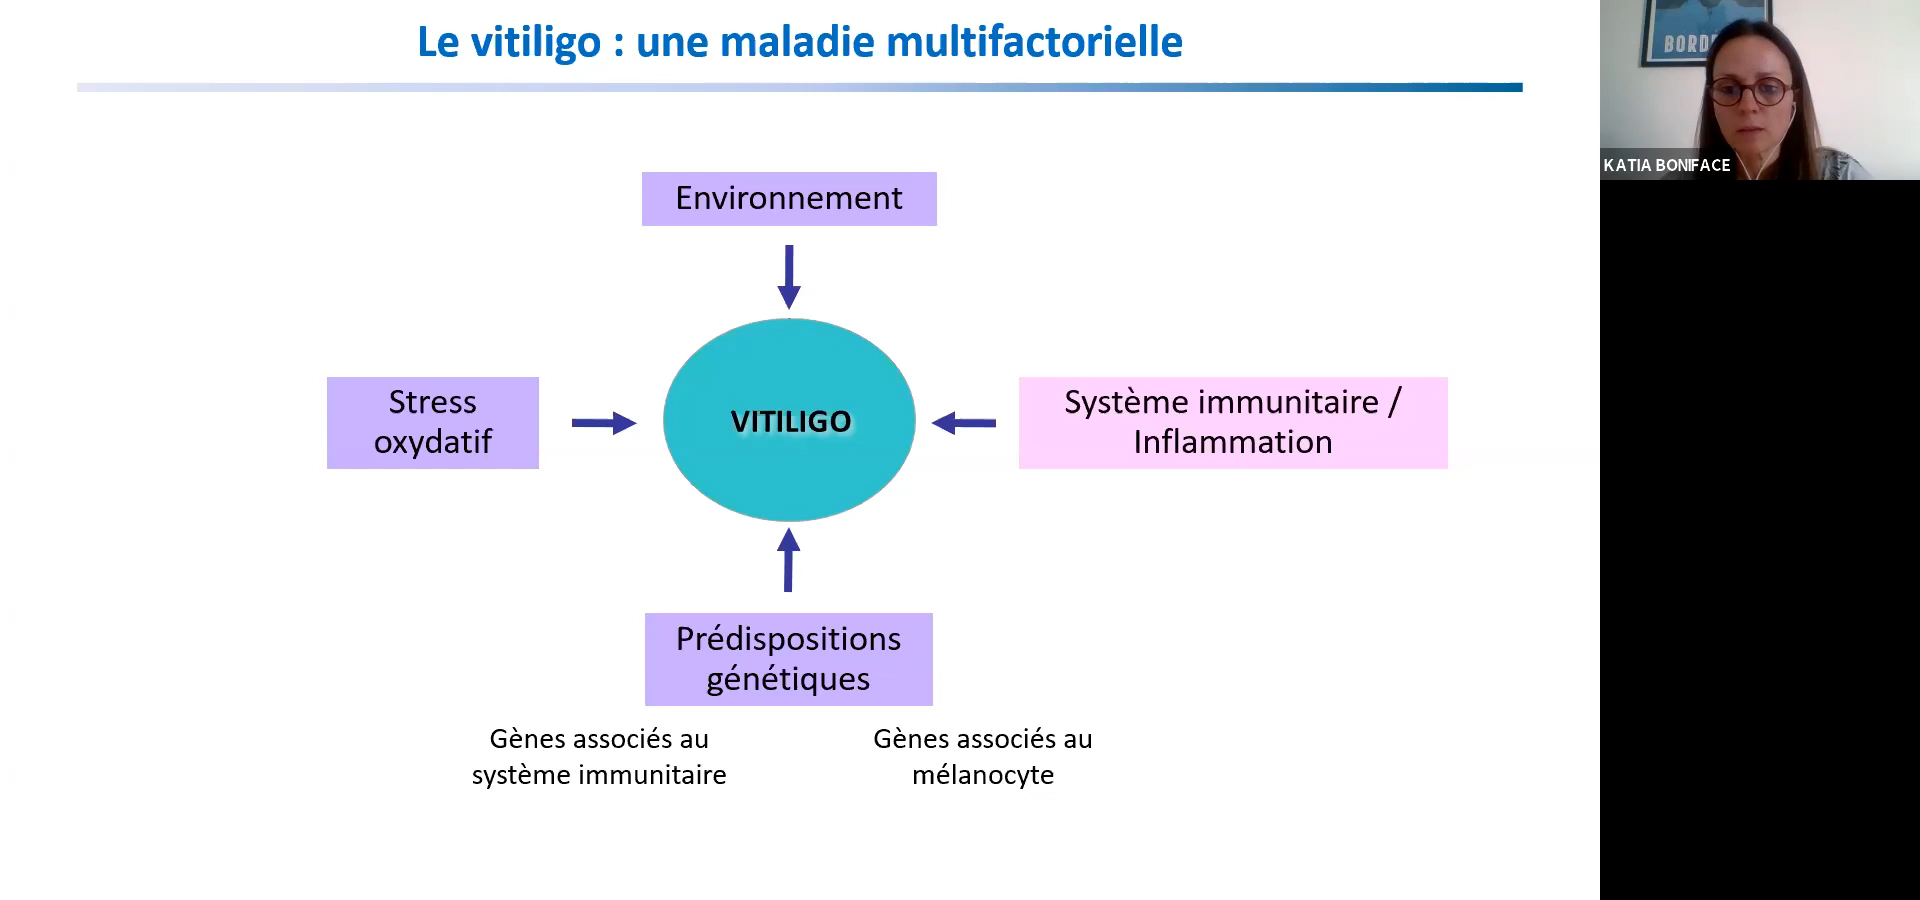 Le vitiligo : une maladie multifactorielle
Environnement
Stress
oxydatif
VITILIGO
Système immunitaire /
Inflammation
Prédispositions
génétiques
Gènes associés au
système immunitaire
Gènes associés au
mélanocyte
KATIA BONIFACE